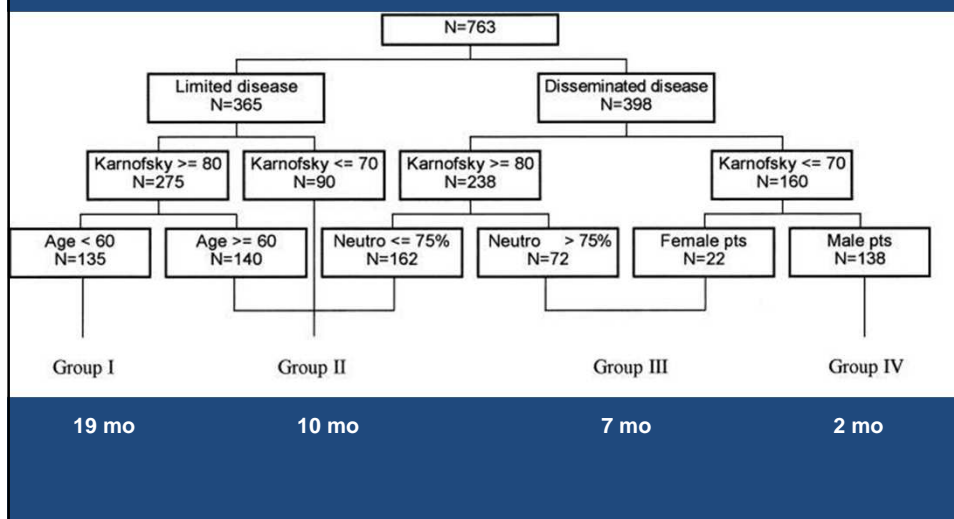 N=763
Limited disease
N=365
Disseminated disease
N=398
Karnofsky >= 80
N=275
Karnofsky <= 70
N=90
Karnofsky >= 80
N=238
Karnofsky <= 70
N=160
Age < 60
N=135
Age >= 60
N=140
Neutro <= 75%
N=162
Neutro > 75%
N=72
Female pts
N=22
Male pts
N=138
Group I
Group II
Group III
Group IV
19 mo
10 mo
7 mo
2 mo